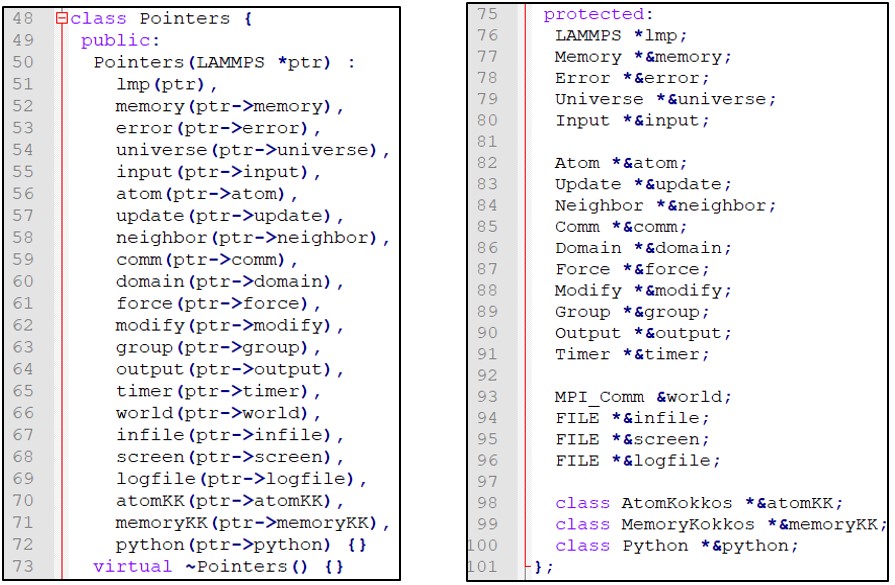 48 class Pointers {
49 public:
50 Pointers(LAMMPS *ptr) :
51 lmp(ptr),
52 memory(ptr->memory),
53 error(ptr->error),
54 universe(ptr->universe),
55 input(ptr->input),
56 atom(ptr->atom),
57 update(ptr->update),
58 neighbor(ptr->neighbor),
59 comm(ptr->comm),
60 domain(ptr->domain),
61 force(ptr->force),
62 modify(ptr->modify),
63 group(ptr->group),
64 output(ptr->output),
65 timer(ptr->timer),
66 world(ptr->world),
67 infile(ptr->infile),
68 screen(ptr->screen),
69 logfile(ptr->logfile),
70 atomKK(ptr->atomKK),
71 memoryKK(ptr->memoryKK),
72 python(ptr->python) {}
73 virtual ~Pointers() {}
75 protected:
76 LAMMPS *lmp;
77 Memory *&memory;
78 Error *&error;
79 Universe *&universe;
80 Input *&input;
81
82 Atom *&atom;
83 Update *&update;
84 Neighbor *&neighbor;
85 Comm *&comm;
86 Domain *&domain;
87 Force *&force;
88 Modify *&modify;
89 Group *&group;
90 Output *&output;
91 Timer *&timer;
92
93 MPI_Comm &world;
94 FILE *&infile;
95 FILE *&screen;
96 FILE *&logfile;
97
98 class AtomKokkos *&atomKK;
99 class MemoryKokkos *&memoryKK;
100 class Python *&python;
101 };